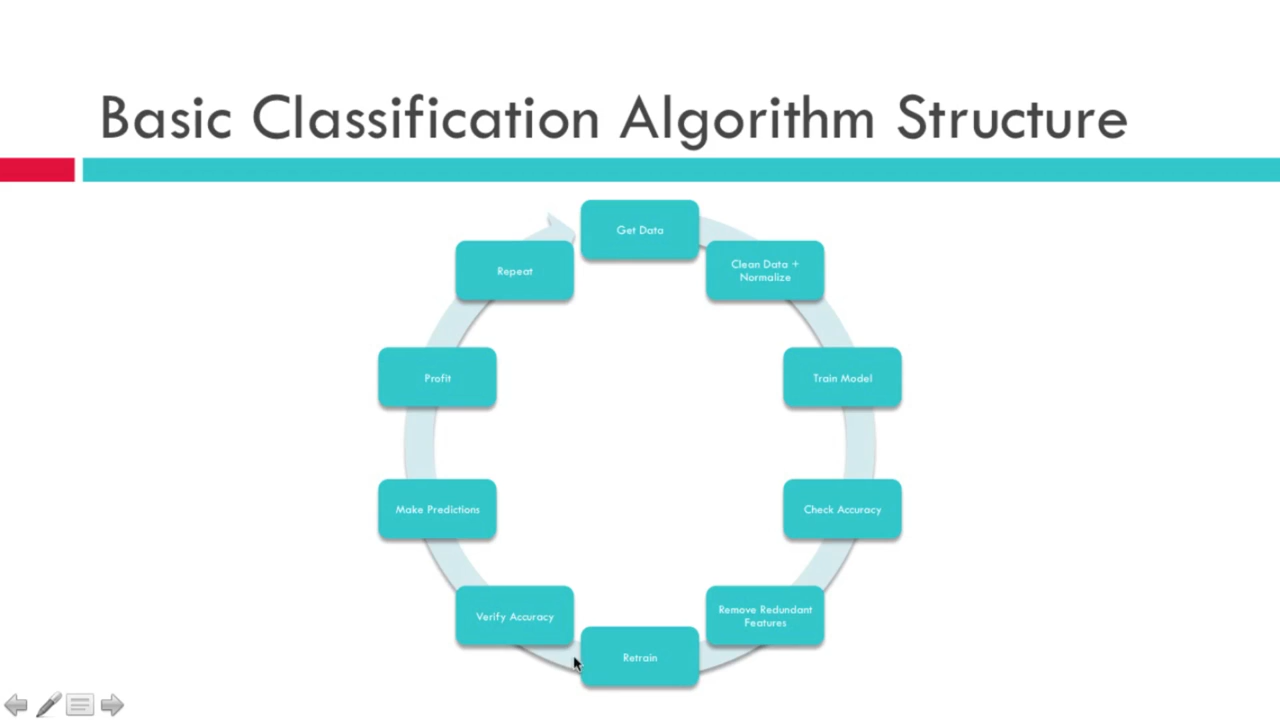 Basic Classification Algorithm Structure
Get Data
Clean Data +
Normalize
Train Model
Check Accuracy
Remove Redundant
Features
Retrain
Verify Accuracy
Make Predictions
Profit
Repeat